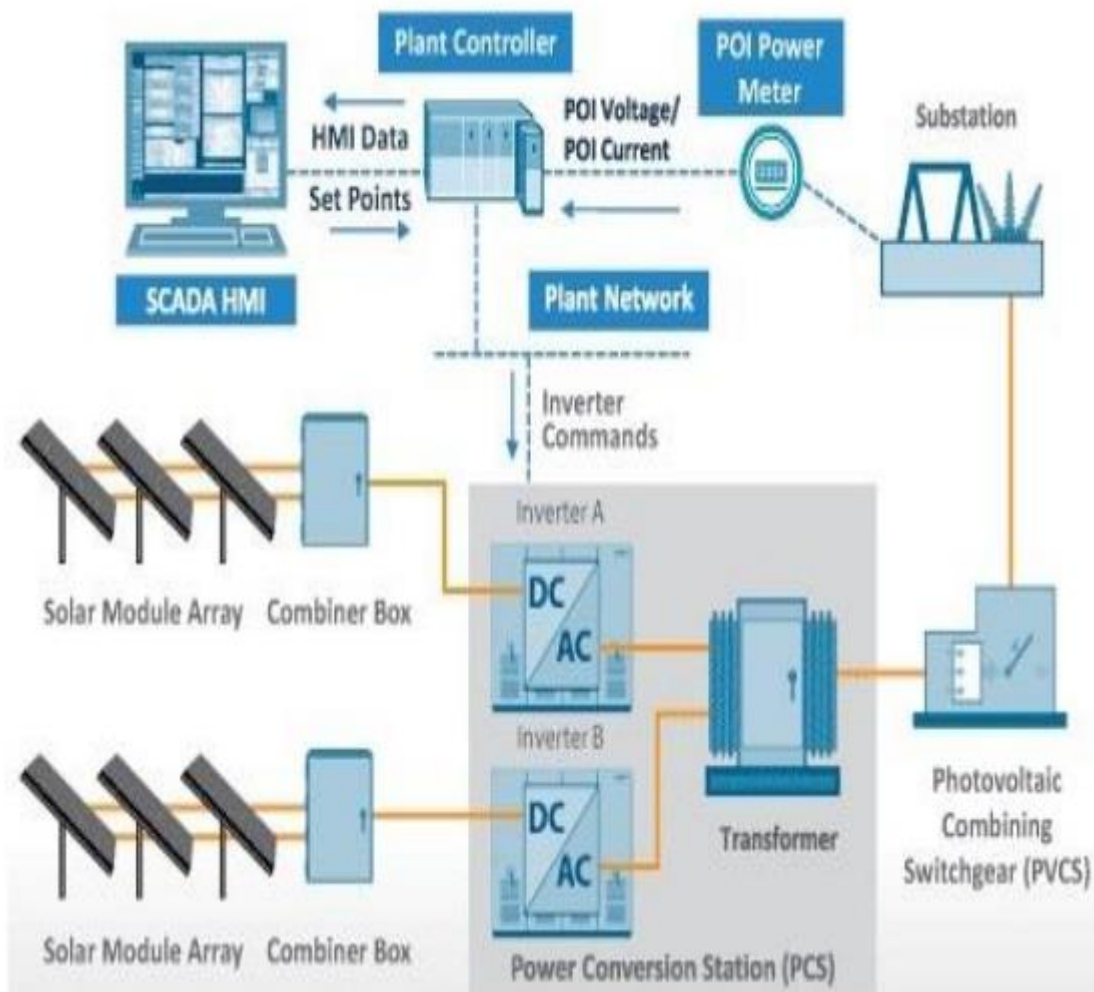 Plant Controller
POI Power
Meter
Substation
HMI Data
Set Points
POI Voltage/
POI Current
SCADA HMI
Plant Network
Inverter
Commands
Inverter A
DC
AC
Solar Module Array
Combiner Box
Inverter B
DC
AC
Transformer
Photovoltaic
Combining
Switchgear (PVCS)
Solar Module Array
Combiner Box
Power Conversion Station (PCS)